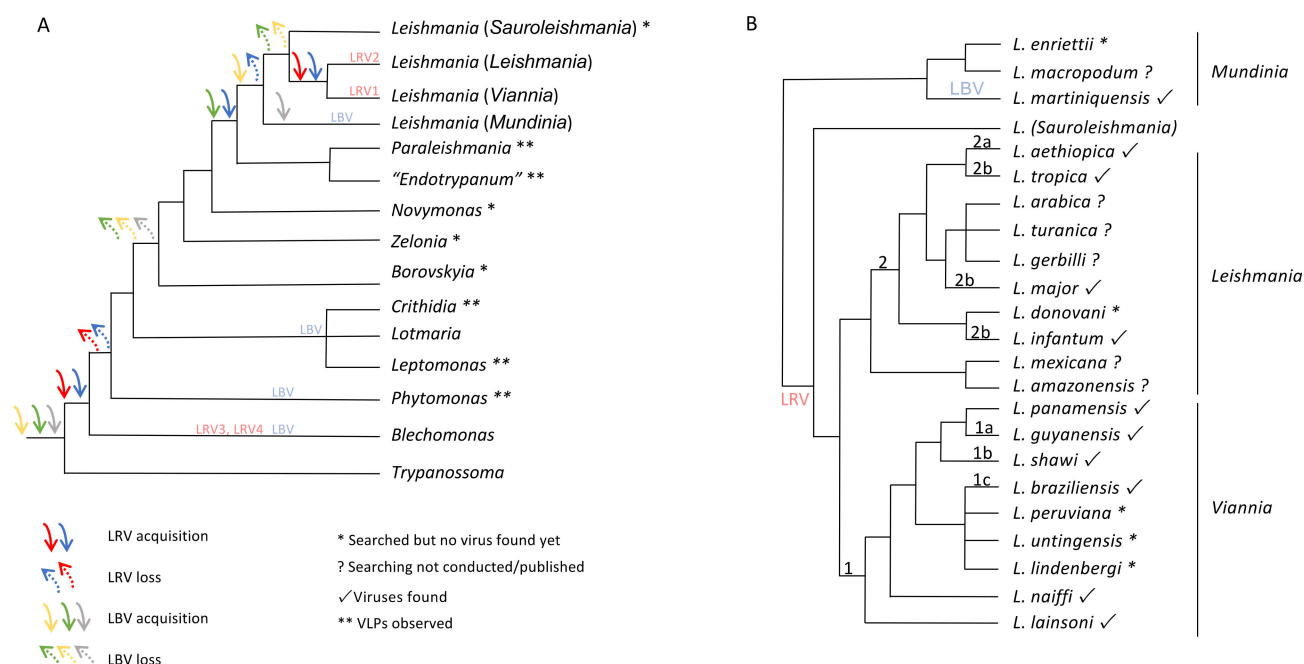 A
Leishmania (Sauroleishmania) *
LRV2
Leishmania (Leishmania)
LRV1
Leishmania (Viannia)
LBV
Leishmania (Mundinia)
Paraleishmania **
“Endotrypanum” **
Novymonas *
Zelonia *
Borovskyia *
Crithidia **
LBV
Lotmaria
Leptomonas **
LBV
Phytomonas **
LRV3, LRV4 LBV
Blechomonas
Trypanossoma
LRV acquisition
LRV loss
LBV acquisition
LBV loss
* Searched but no virus found yet
? Searching not conducted/published
✓Viruses found
** VLPs observed
B
L. enriettii *
L. macropodum ?
LBV
L. martiniquensis ✓
Mundinia
L. (Sauroleishmania)
2a
L. aethiopica ✓
2b
L. tropica ✓
L. arabica ?
L. turanica ?
2
L. gerbilli ?
2b
L. major ✓
L. donovani *
2b
L. infantum ✓
L. mexicana ?
L. amazonensis ?
Leishmania
LRV
L. panamensis ✓
1a
L. guyanensis ✓
1b
L. shawi ✓
1c
L. braziliensis ✓
L. peruviana *
L. untingensis *
L. lindenbergi *
1
L. naiffi ✓
L. lainsoni ✓
Viannia